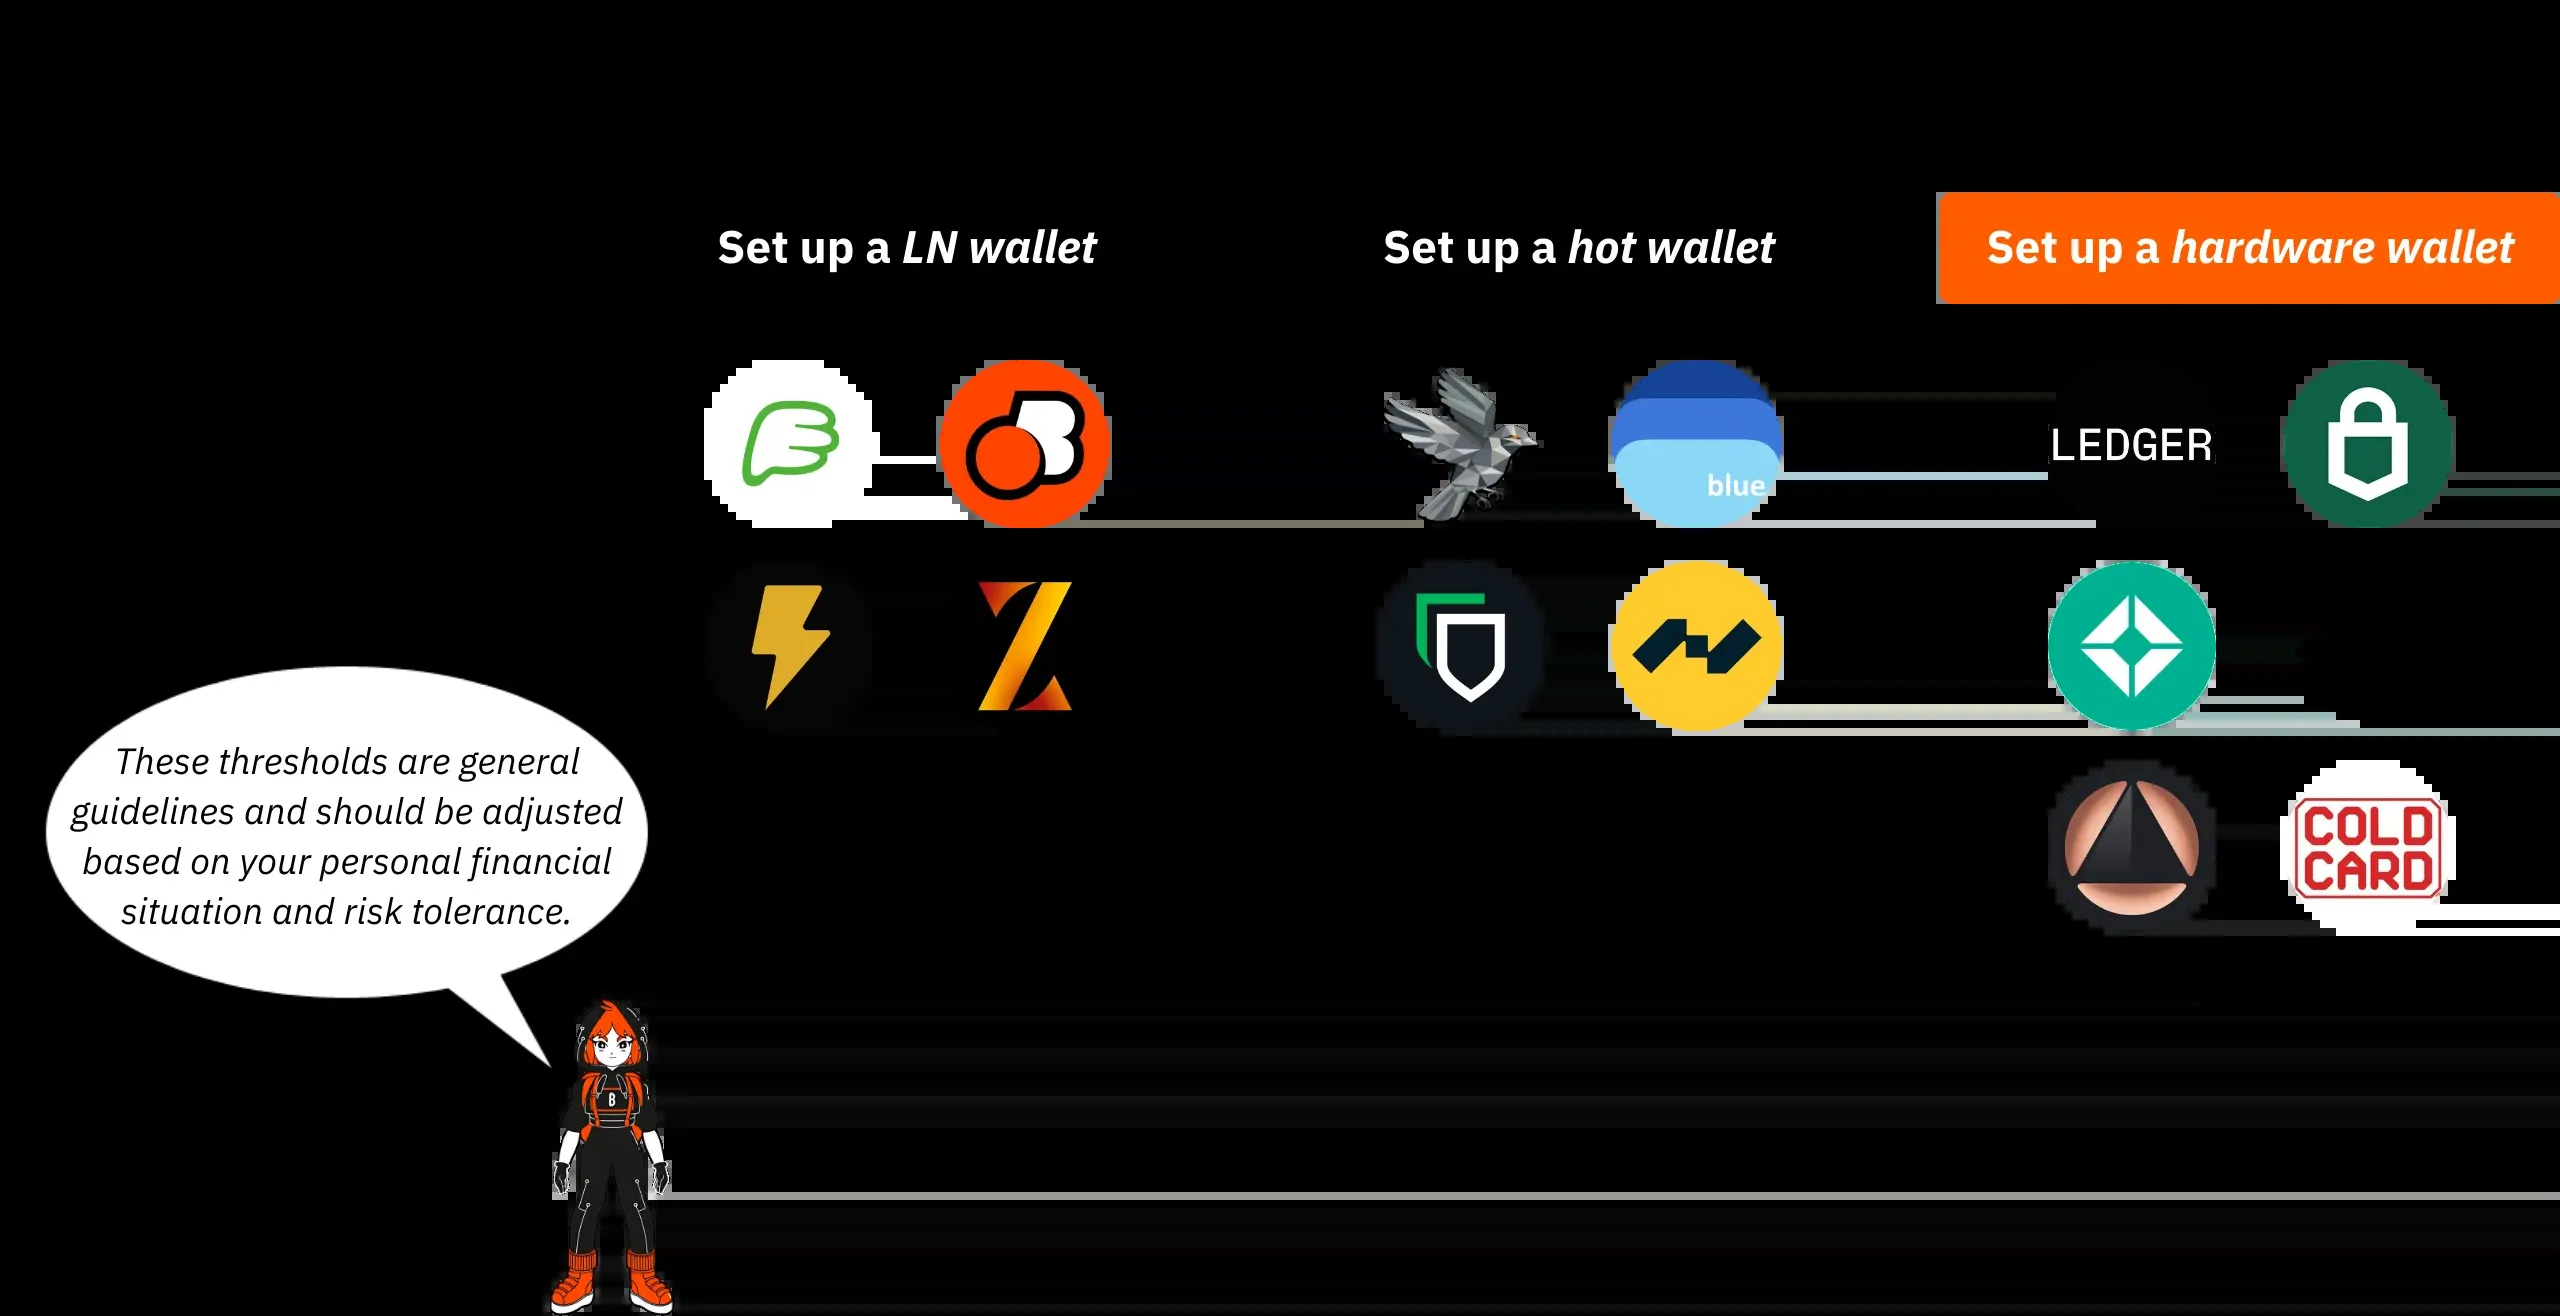 Set up a LN wallet
Set up a hot wallet
Set up a hardware wallet
blue
LEDGER
These thresholds are general
guidelines and should be adjusted
based on your personal financial
situation and risk tolerance.
COLD
CARD